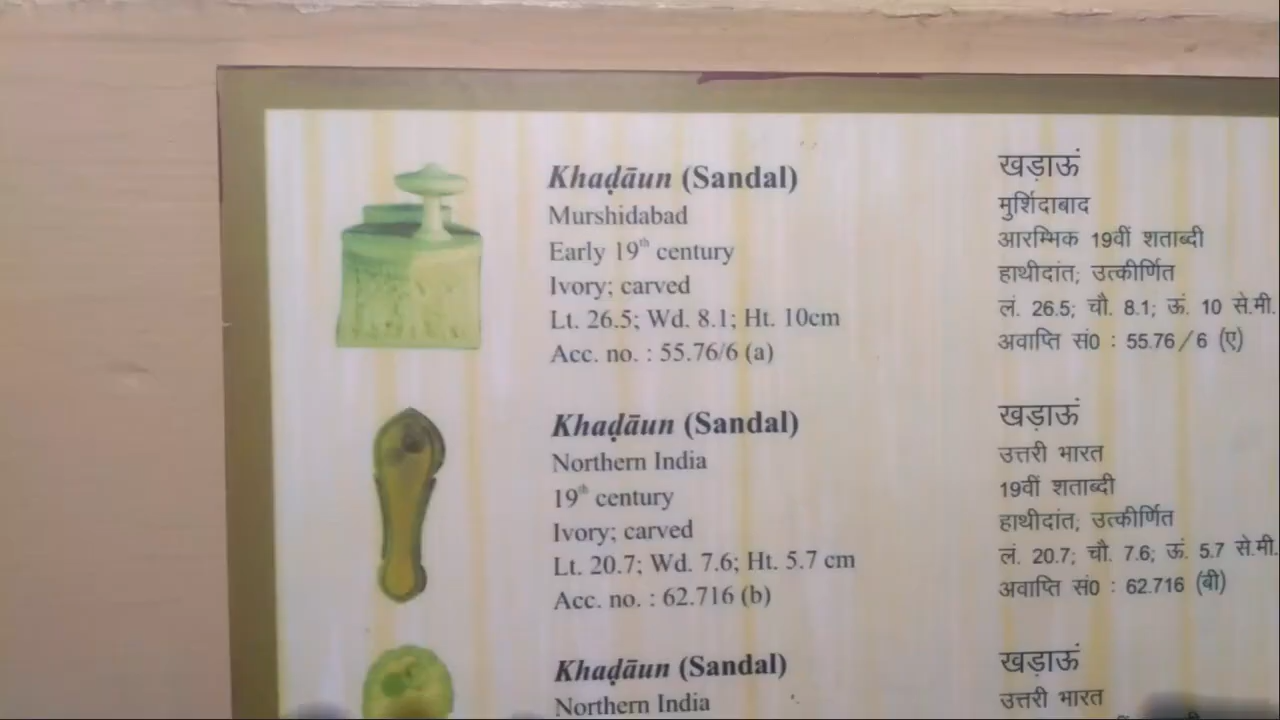 Khaḍāun (Sandal)
Murshidabad
Early 19th century
Ivory; carved
Lt. 26.5; Wd. 8.1; Ht. 10cm
Acc. no. : 55.76/6 (a)
खड़ाऊं
मुर्शिदाबाद
आरम्भिक 19वीं शताब्दी
हाथीदांत; उत्कीर्णित
लं. 26.5; चौ. 8.1; ऊं. 10 से.मी.
अवाप्ति सं0 : 55.76/6 (ए)
Khaḍāun (Sandal)
Northern India
19th century
Ivory; carved
Lt. 20.7; Wd. 7.6; Ht. 5.7 cm
Acc. no. : 62.716 (b)
खड़ाऊं
उत्तरी भारत
19वीं शताब्दी
हाथीदांत; उत्कीर्णित
लं. 20.7; चौ. 7.6; ऊं. 5.7 से.मी.
अवाप्ति सं0 : 62.716 (बी)
Khaḍāun (Sandal)
Northern India
खड़ाऊं
उत्तरी भारत